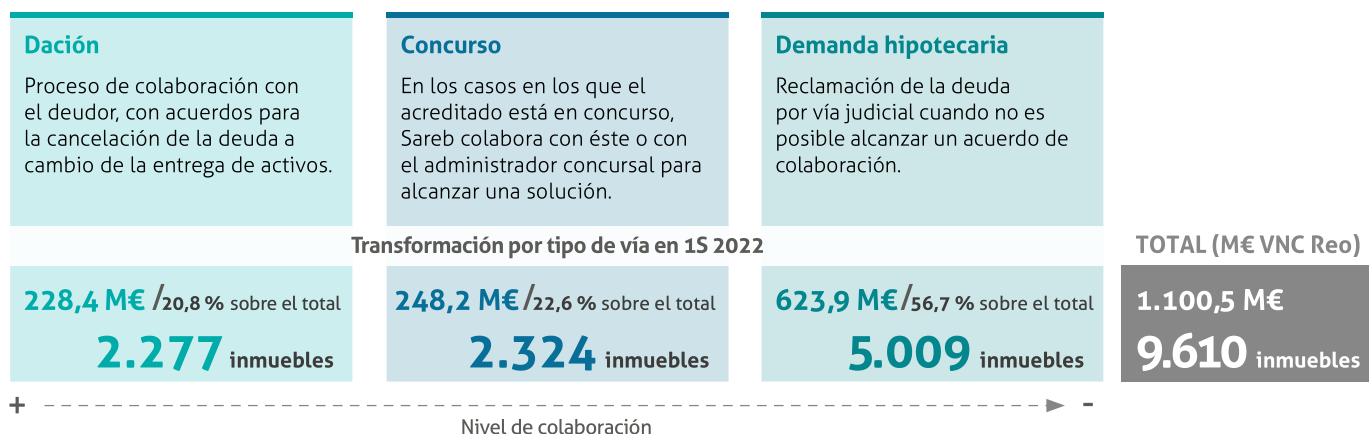 Dación
Proceso de colaboración con
el deudor, con acuerdos para
la cancelación de la deuda a
cambio de la entrega de activos.
Concurso
En los casos en los que el
acreditado está en concurso,
Sareb colabora con éste o con
el administrador concursal para
alcanzar una solución.
Demanda hipotecaria
Reclamación de la deuda
por vía judicial cuando no es
posible alcanzar un acuerdo de
colaboración.
Transformación por tipo de vía en 1S 2022
228,4 M€ /20,8 % sobre el total
2.277 inmuebles
248,2 M€/22,6 % sobre el total
2.324 inmuebles
623,9 M€/56,7 % sobre el total
5.009 inmuebles
TOTAL (M€ VNC Reo)
1.100,5 M€
9.610 inmuebles
+ -
Nivel de colaboración